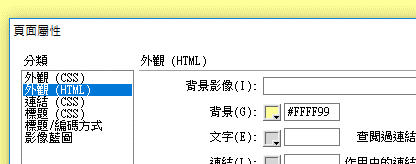 頁面屬性
分類
外觀 (CSS)
外觀 (HTML)
連結 (CSS)
標題 (CSS)
標題/編碼方式
影像藍圖
外觀 (HTML)
背景影像(I):
背景(G): #FFFF99
文字(E): 查閱過連結
連結(L): 作用中的連結